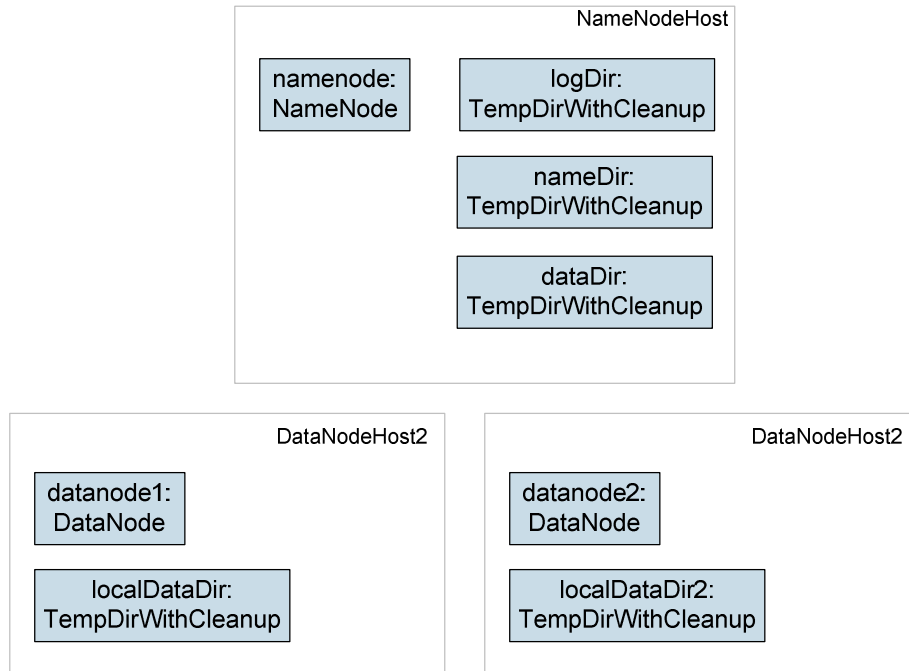 NameNodeHost
namenode:
NameNode
logDir:
TempDirWithCleanup
nameDir:
TempDirWithCleanup
dataDir:
TempDirWithCleanup
DataNodeHost2
datanode1:
DataNode
localDataDir:
TempDirWithCleanup
DataNodeHost2
datanode2:
DataNode
localDataDir2:
TempDirWithCleanup